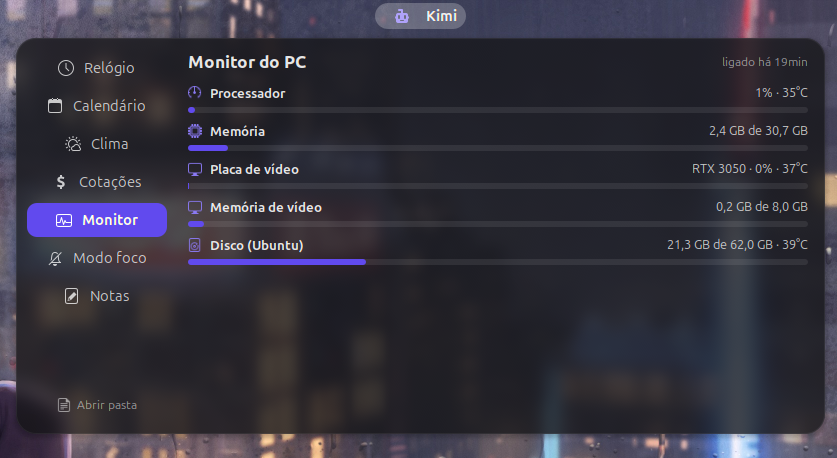 Kimi
Relógio
Calendário
Clima
Cotações
Monitor
Modo foco
Notas
Abrir pasta
Monitor do PC
ligado há 19min
Processador
1% · 35°C
Memória
2,4 GB de 30,7 GB
Placa de vídeo
RTX 3050 · 0% · 37°C
Memória de vídeo
0,2 GB de 8,0 GB
Disco (Ubuntu)
21,3 GB de 62,0 GB · 39°C